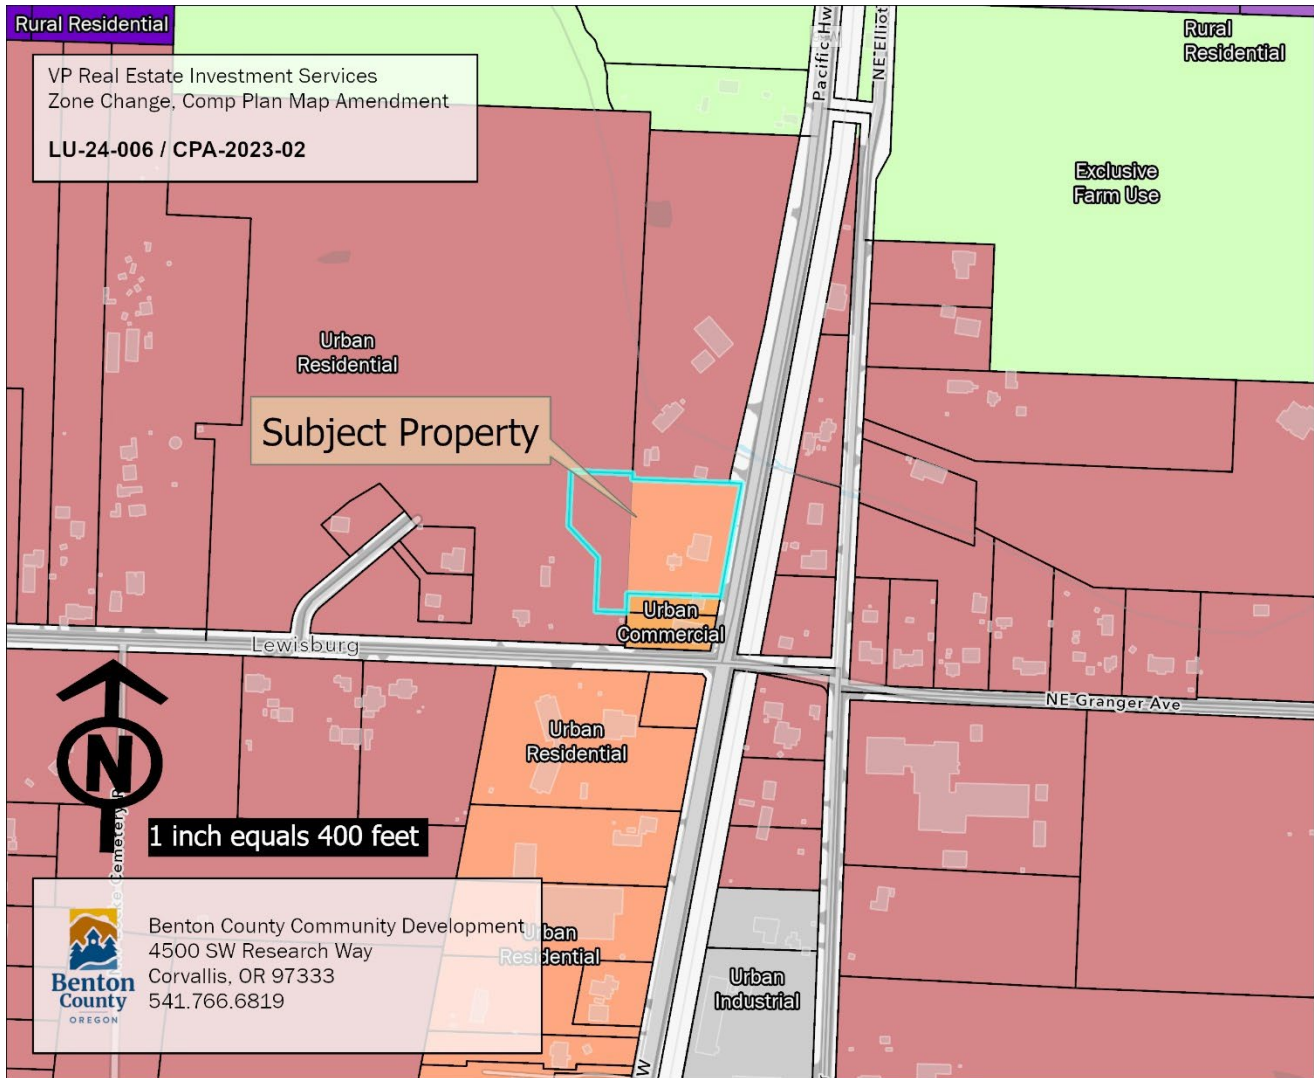 Rural Residential
VP Real Estate Investment Services
Zone Change, Comp Plan Map Amendment
LU-24-006 / CPA-2023-02
Pacific Hw
NE Elliot
Rural
Residential
Exclusive
Farm Use
Urban
Residential
Subject Property
Urban
Commercial
Lewisburg
NE Granger Ave
N
Urban
Residential
1 inch equals 400 feet
Cemetery R
Benton County Community Development
4500 SW Research Way
Corvallis, OR 97333
541.766.6819
Benton
County
OREGON
Urban
Residential
Urban
Industrial
W